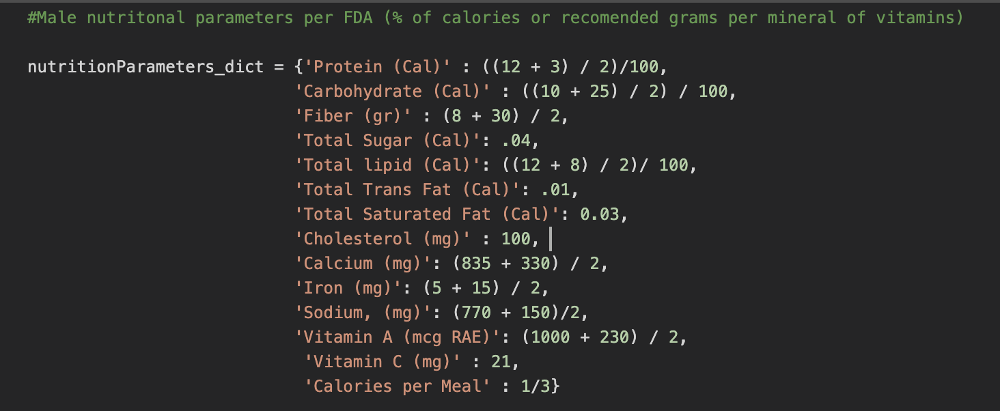 #Male nutritonal parameters per FDA (% of calories or recomended grams per mineral of vitamins)
nutritionParameters_dict = {'Protein (Cal)' : ((12 + 3) / 2)/100,
'Carbohydrate (Cal)' : ((10 + 25) / 2) / 100,
'Fiber (gr)' : (8 + 30) / 2,
'Total Sugar (Cal)': .04,
'Total lipid (Cal)': ((12 + 8) / 2)/ 100,
'Total Trans Fat (Cal)': .01,
'Total Saturated Fat (Cal)': 0.03,
'Cholesterol (mg)' : 100,
'Calcium (mg)': (835 + 330) / 2,
'Iron (mg)': (5 + 15) / 2,
'Sodium, (mg)': (770 + 150)/2,
'Vitamin A (mcg RAE)': (1000 + 230) / 2,
'Vitamin C (mg)' : 21,
'Calories per Meal' : 1/3}